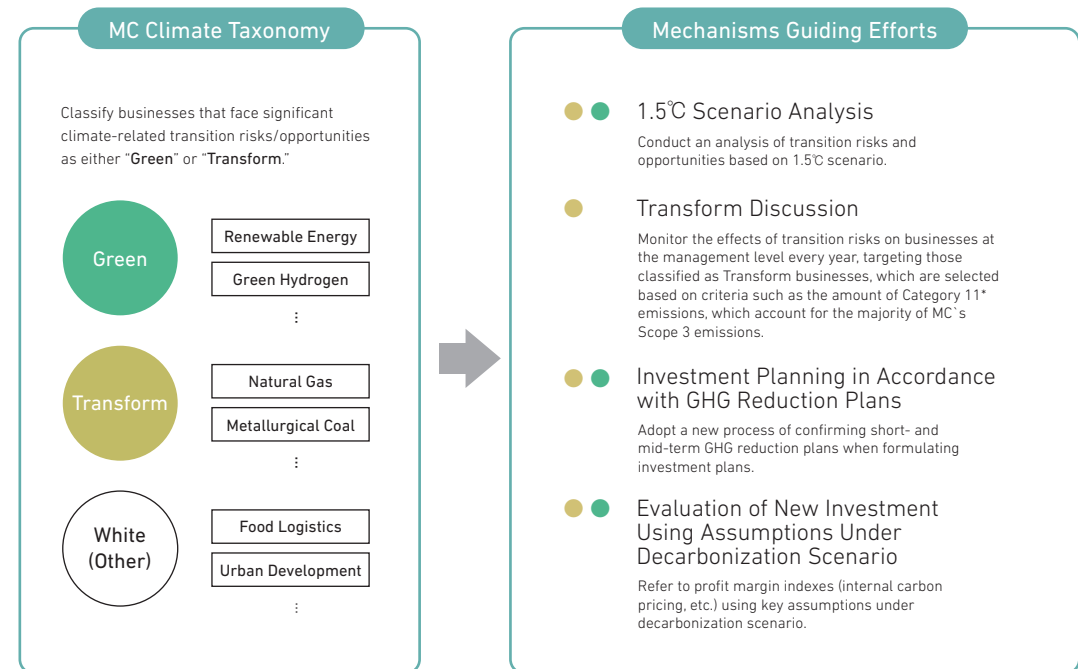 MC Climate Taxonomy
Classify businesses that face significant
climate-related transition risks/opportunities
as either “Green” or “Transform.”
Green
Renewable Energy
Green Hydrogen
⋮
Transform
Natural Gas
Metallurgical Coal
⋮
White
(Other)
Food Logistics
Urban Development
⋮
Mechanisms Guiding Efforts
1.5℃ Scenario Analysis
Conduct an analysis of transition risks and
opportunities based on 1.5℃ scenario.
Transform Discussion
Monitor the effects of transition risks on businesses at
the management level every year, targeting those
classified as Transform businesses, which are selected
based on criteria such as the amount of Category 11*
emissions, which account for the majority of MC`s
Scope 3 emissions.
Investment Planning in Accordance
with GHG Reduction Plans
Adopt a new process of confirming short- and
mid-term GHG reduction plans when formulating
investment plans.
Evaluation of New Investment
Using Assumptions Under
Decarbonization Scenario
Refer to profit margin indexes (internal carbon
pricing, etc.) using key assumptions under
decarbonization scenario.